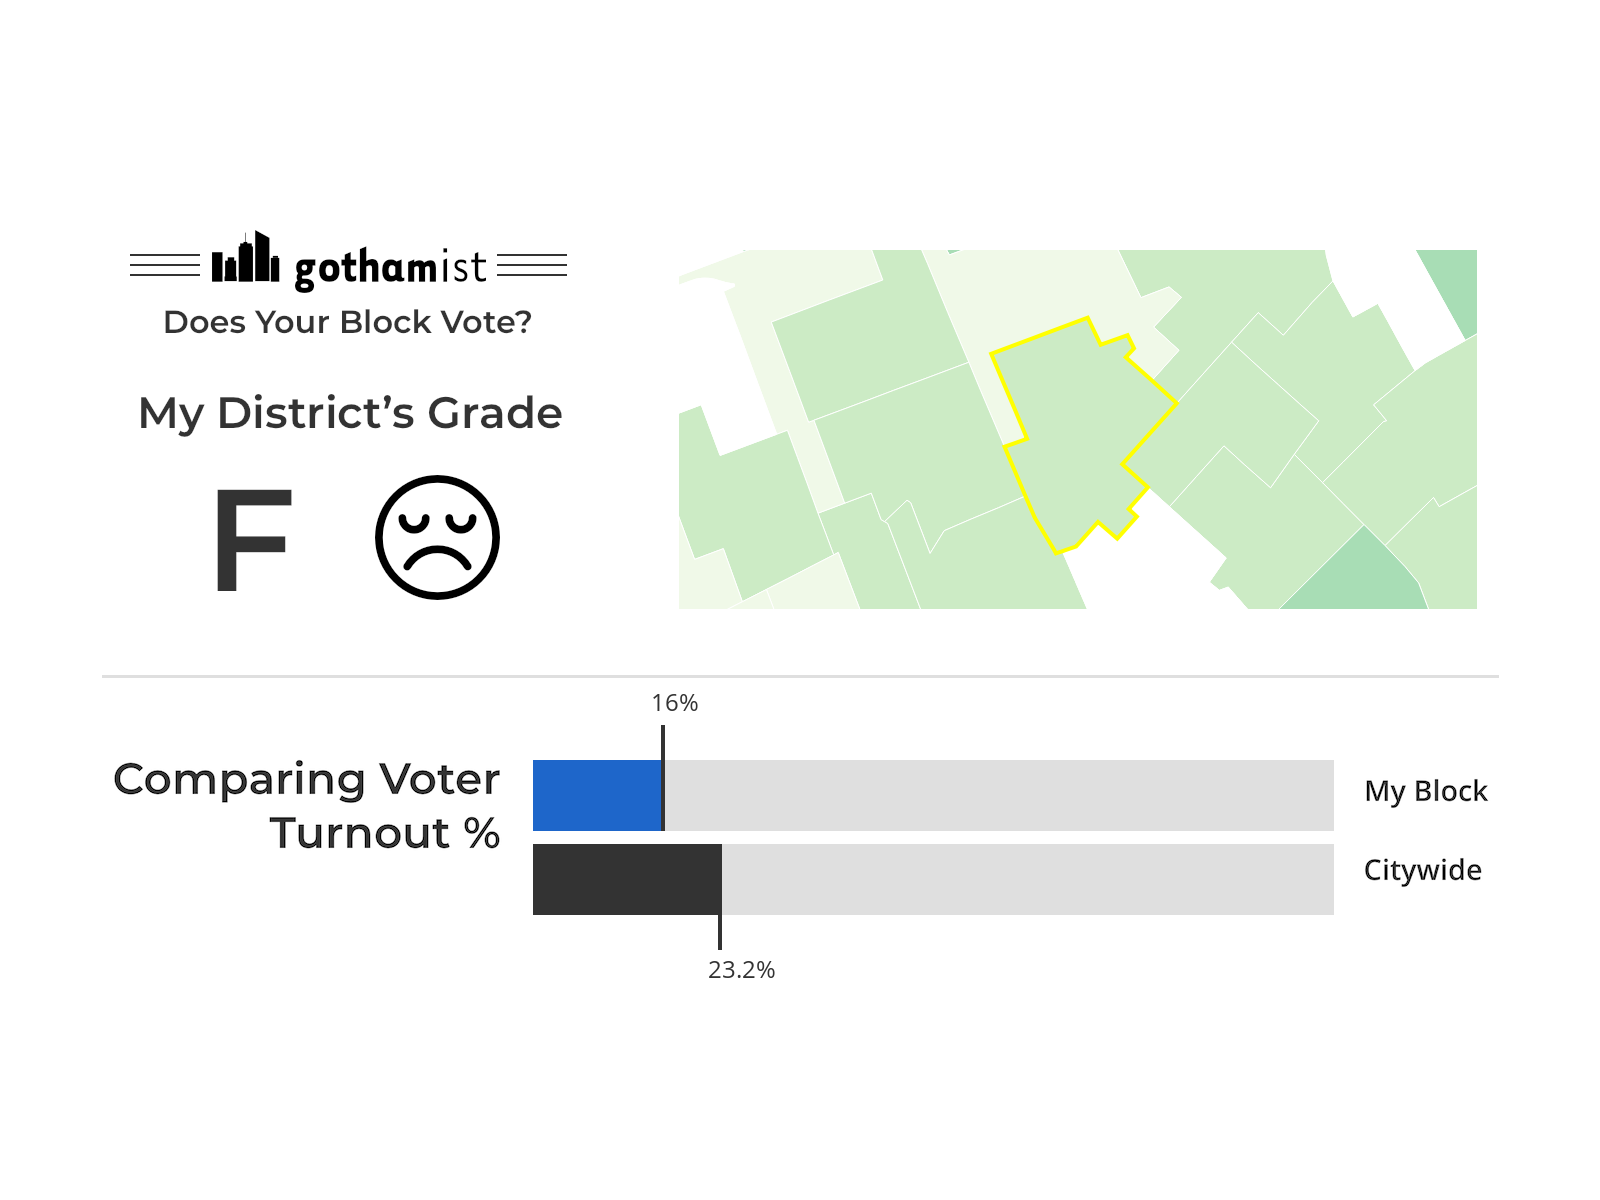 gothamist
Does Your Block Vote?
My District’s Grade
F
16%
Comparing Voter
Turnout %
My Block
Citywide
23.2%